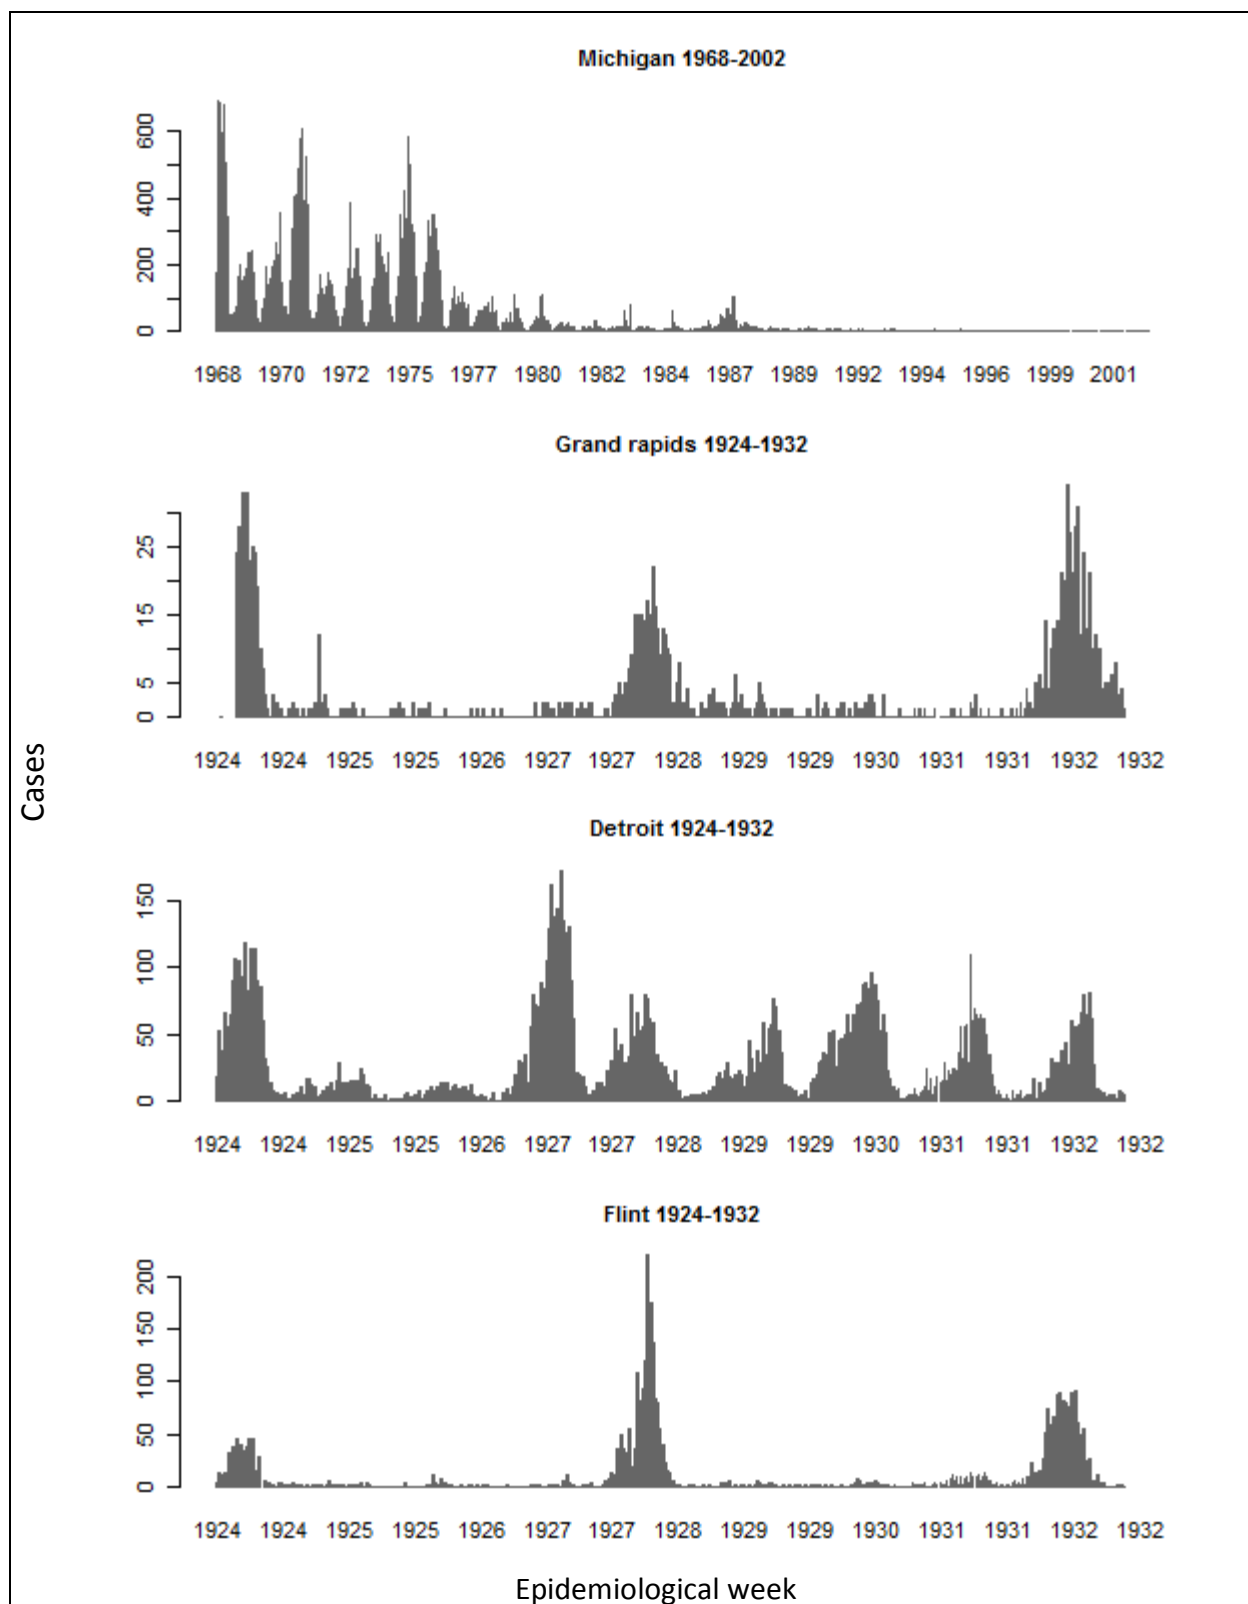 Michigan 1968-2002
600
400
200
0
1968 1970 1972 1975 1977 1980 1982 1984 1987 1989 1992 1994 1996 1999 2001
Grand rapids 1924-1932
25
15
5
0
1924 1924 1925 1925 1926 1927 1927 1928 1929 1929 1930 1931 1931 1932 1932
Cases
Detroit 1924-1932
150
100
50
0
1924 1924 1925 1925 1926 1927 1927 1928 1929 1929 1930 1931 1931 1932 1932
Flint 1924-1932
200
150
100
50
0
1924 1924 1925 1925 1926 1927 1927 1928 1929 1929 1930 1931 1931 1932 1932
Epidemiological week